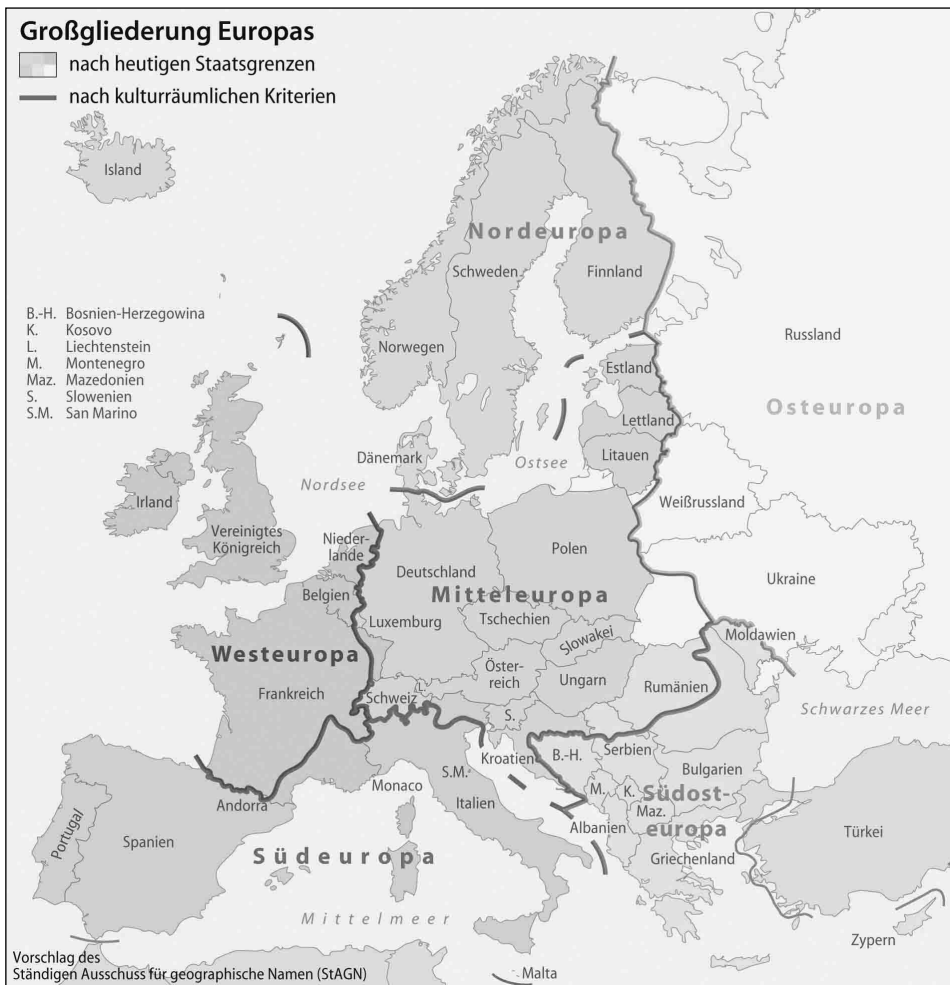 Großgliederung Europas
nach heutigen Staatsgrenzen
nach kulturräumlichen Kriterien
Island
Nordeuropa
Schweden
Finnland
B.-H. Bosnien-Herzegowina
K. Kosovo
L. Liechtenstein
M. Montenegro
Maz. Mazedonien
S. Slowenien
S.M. San Marino
Norwegen
Russland
Estland
Osteuropa
Lettland
Dänemark
Ostsee
Litauen
Nordsee
Irland
Weißrussland
Vereinigtes
Königreich
Nieder-
lande
Polen
Deutschland
Ukraine
Belgien
Mitteleuropa
Luxemburg
Tschechien
Slowakei
Moldawien
Westeuropa
Öster-
reich
Ungarn
Rumänien
Frankreich
Schweiz
L.
S.
Schwarzes Meer
Kroatien
B.-H.
Serbien
Bulgarien
S.M.
Monaco
Italien
M.
K.
Südost-
europa
Maz.
Andorra
Albanien
Türkei
Portugal
Spanien
Südeuropa
Griechenland
Mittelmeer
Zypern
Malta
Vorschlag des
Ständigen Ausschuss für geographische Namen (StAGN)